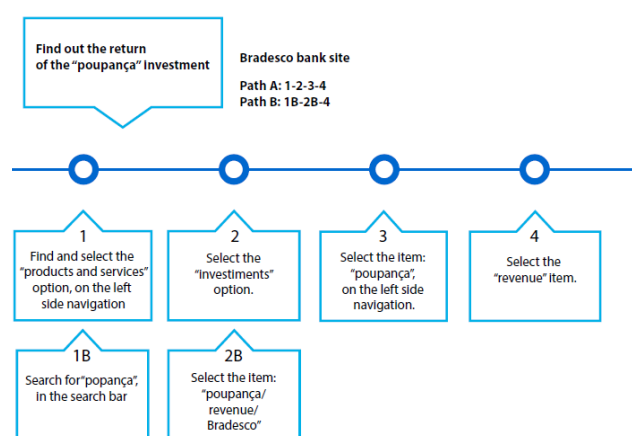 Find out the return
of the “poupança” investment
Bradesco bank site
Path A: 1-2-3-4
Path B: 1B-2B-4
1
Find and select the
“products and services”
option, on the left
side navigation
2
Select the
“investiments”
option.
3
Select the item:
“poupança”,
on the left side
navigation.
4
Select the
“revenue” item.
1B
Search for“popança”,
in the search bar
2B
Select the item:
“poupança/
revenue/
Bradesco”